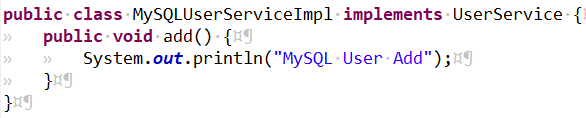 public class MySQLUserServiceImpl implements UserService {
» public void add() {¤¶
» » System.out.println("MySQL·User·Add");¤¶
» }¤¶
}¤¶